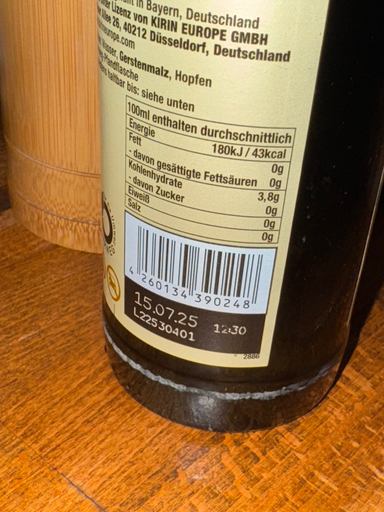 in Bayern, Deutschland
Lizenz von KIRIN EUROPE GMBH
Allee 26, 40212 Düsseldorf, Deutschland
europe.com
Wasser, Gerstenmalz, Hopfen
Pfandflasche
haltbar bis: siehe unten
100ml enthalten durchschnittlich
Energie 180kJ / 43kcal
Fett 0g
- davon gesättigte Fettsäuren 0g
Kohlenhydrate 3,8g
- davon Zucker 0g
Eiweiß 0g
Salz 0g
4 260134 390248
15.07.25 12:30
L22530401
2886